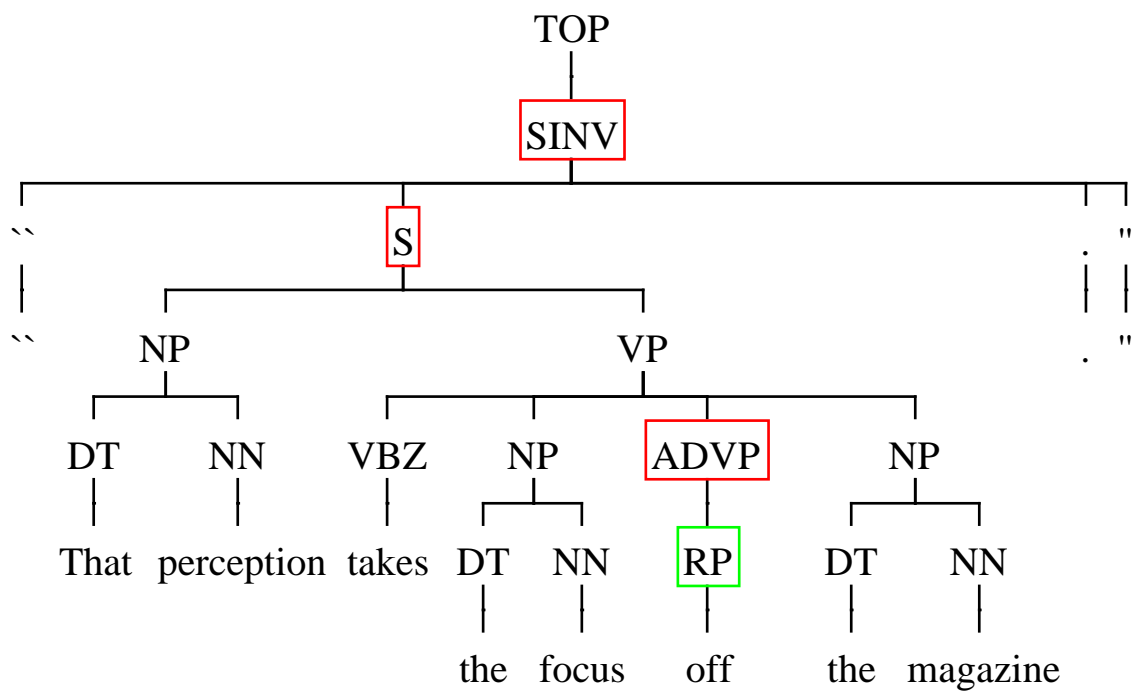 TOP
SINV
`` S . "
`` NP VP . "
DT NN VBZ NP ADVP NP
That perception takes DT NN RP DT NN
the focus off the magazine